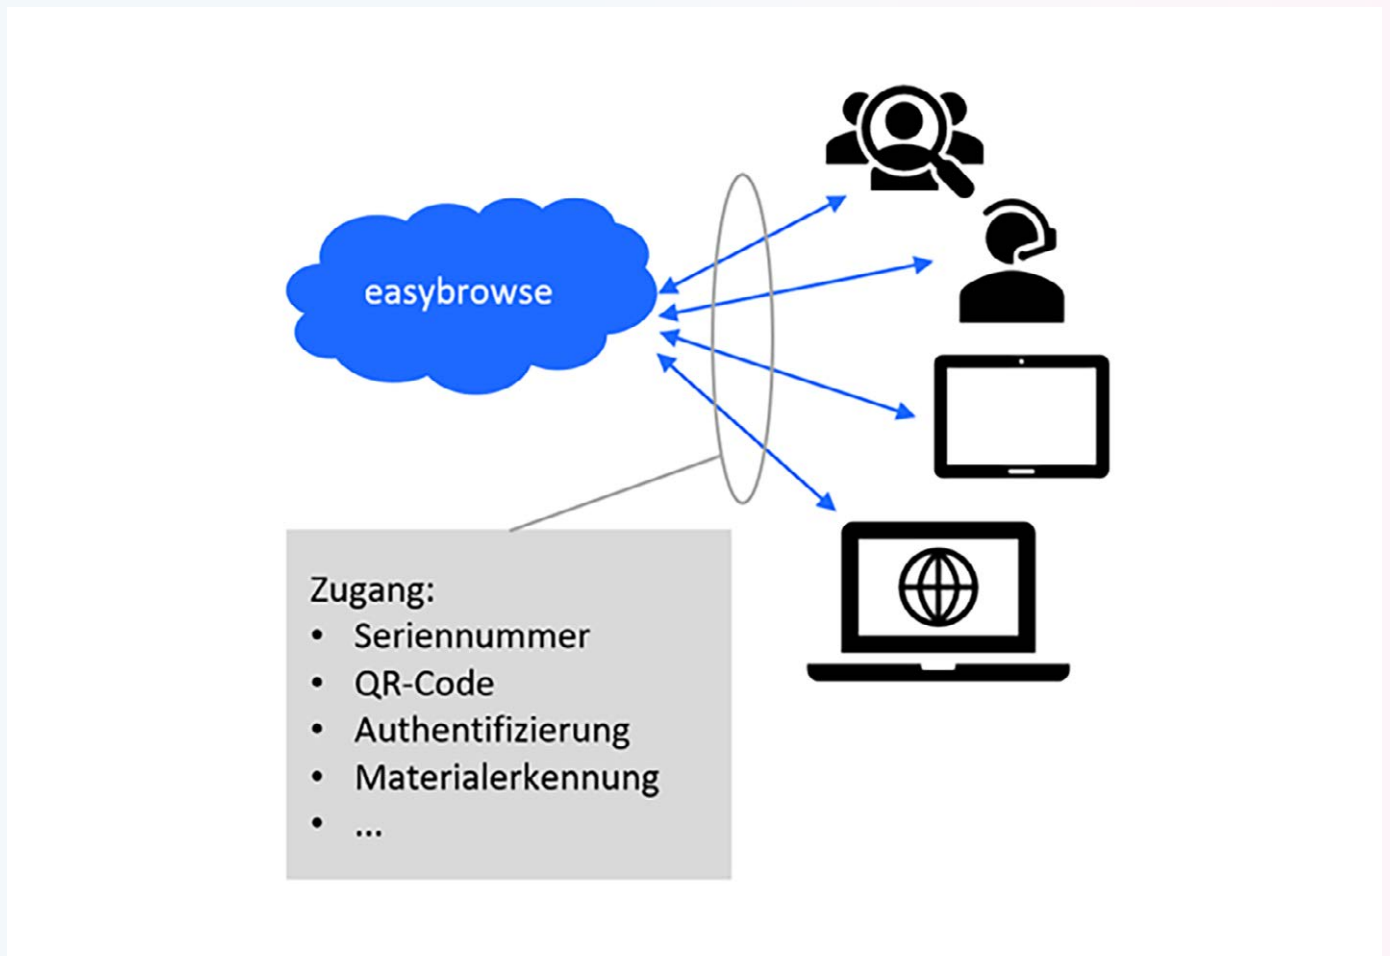 easybrowse
Zugang:
• Seriennummer
• QR-Code
• Authentifizierung
• Materialerkennung
• ...